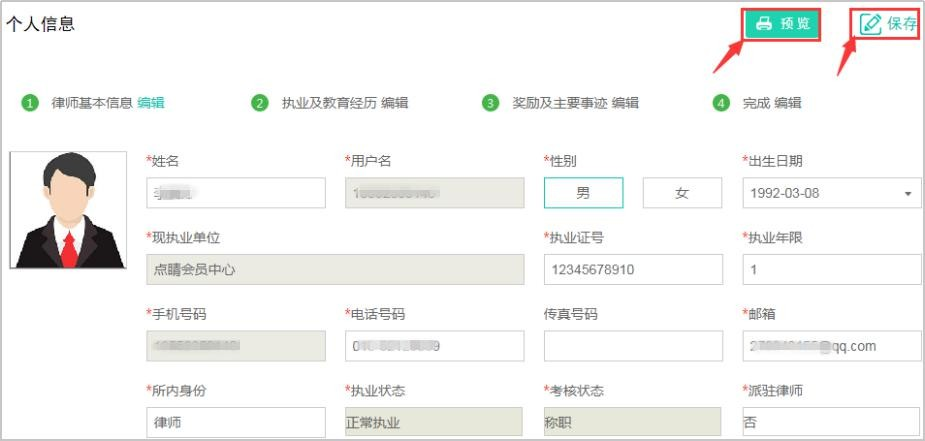 个人信息 预 览 保存
1 律师基本信息 编辑 2 执业及教育经历 编辑 3 奖励及主要事迹 编辑 4 完成 编辑
*姓名 *用户名 *性别 *出生日期
男 女 1992-03-08
*现执业单位 *执业证号 *执业年限
点睛会员中心 12345678910 1
*手机号码 *电话号码 传真号码 *邮箱
@qq.com
*所内身份 *执业状态 *考核状态 *派驻律师
律师 正常执业 称职 否